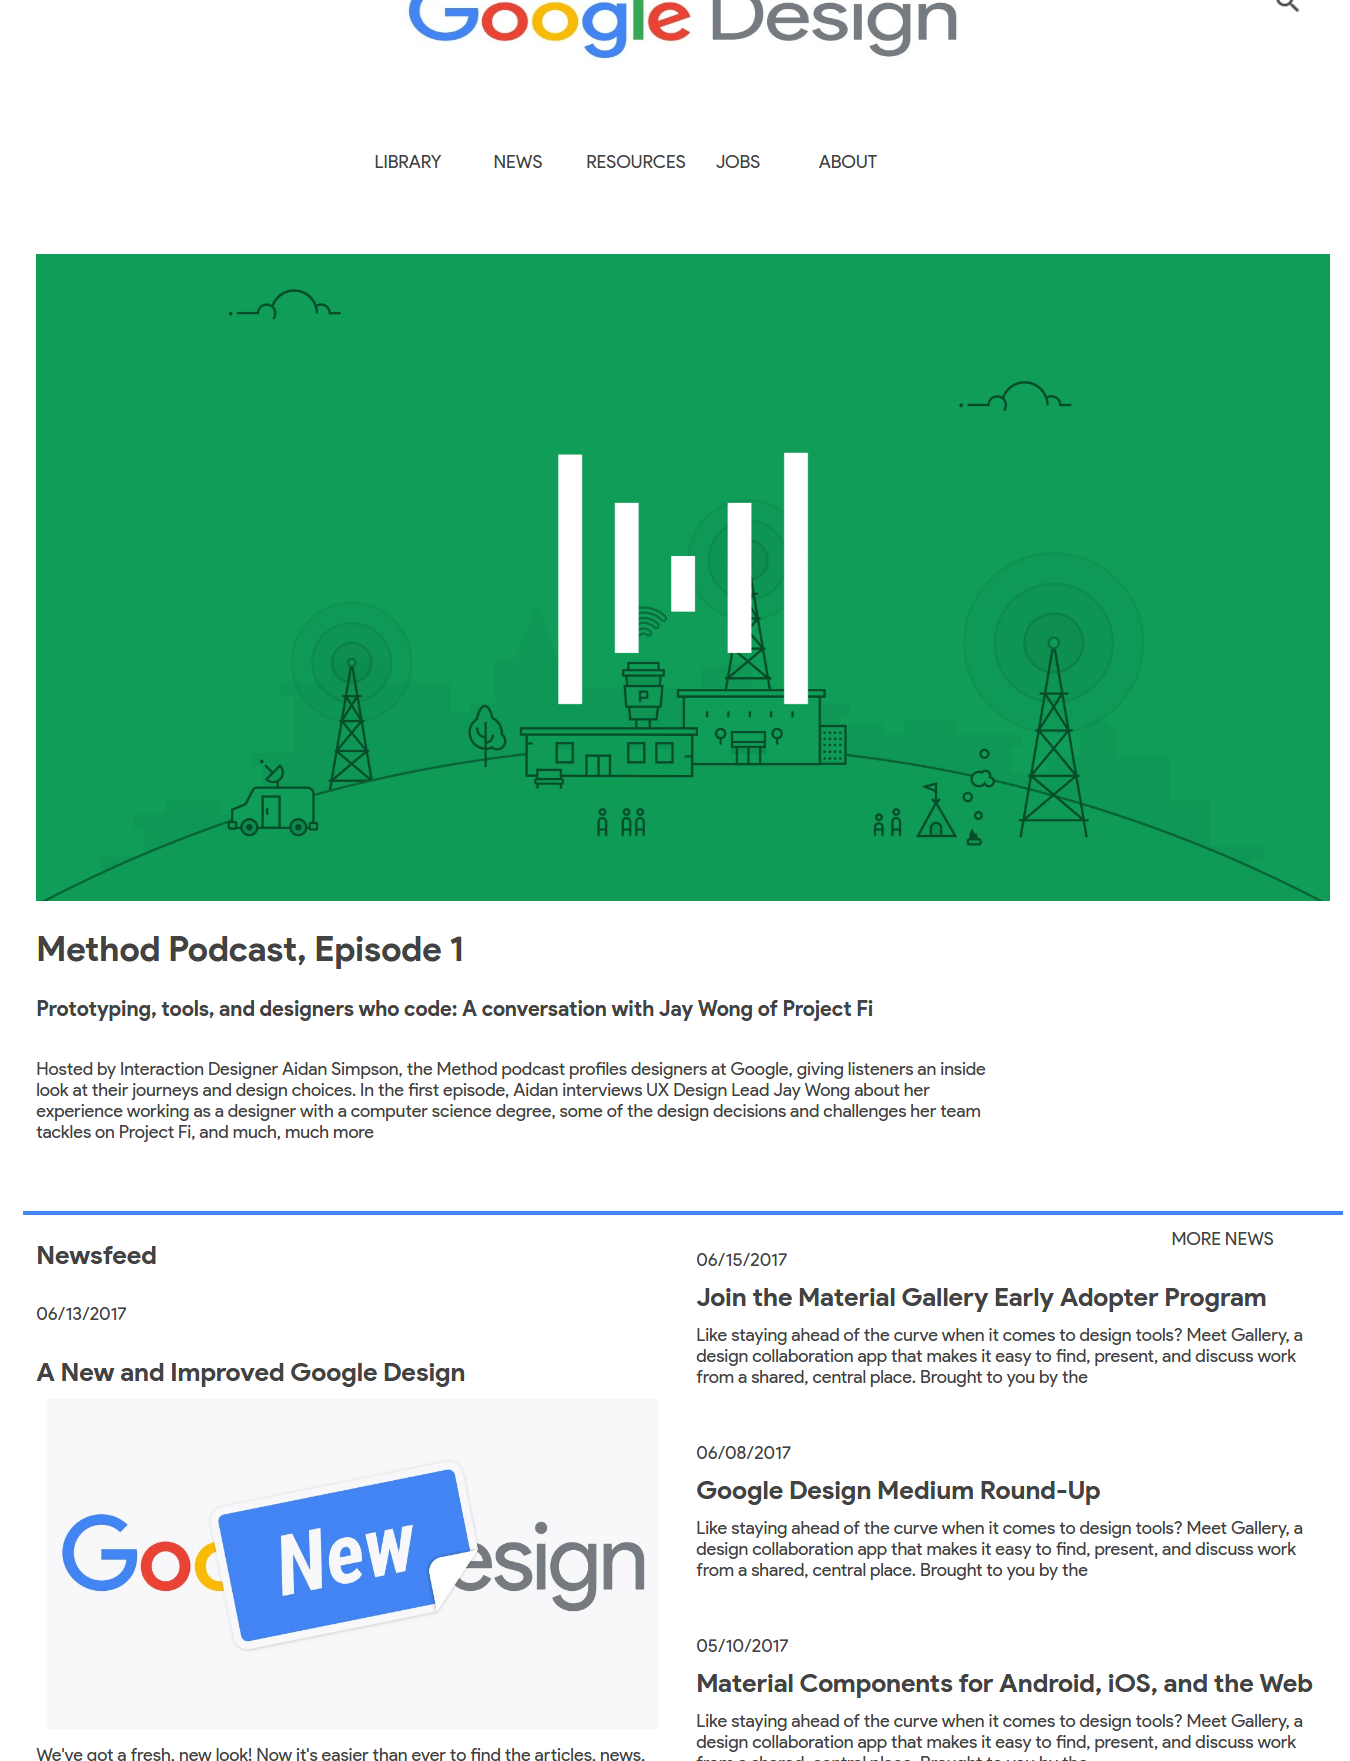 Google Design
LIBRARY NEWS RESOURCES JOBS ABOUT
Method Podcast, Episode 1
Prototyping, tools, and designers who code: A conversation with Jay Wong of Project Fi
Hosted by Interaction Designer Aidan Simpson, the Method podcast profiles designers at Google, giving listeners an inside
look at their journeys and design choices. In the first episode, Aidan interviews UX Design Lead Jay Wong about her
experience working as a designer with a computer science degree, some of the design decisions and challenges her team
tackles on Project Fi, and much, much more
Newsfeed
06/13/2017
A New and Improved Google Design
Goo New esign
We've got a fresh, new look! Now it's easier than ever to find the articles, news,
MORE NEWS
06/15/2017
Join the Material Gallery Early Adopter Program
Like staying ahead of the curve when it comes to design tools? Meet Gallery, a
design collaboration app that makes it easy to find, present, and discuss work
from a shared, central place. Brought to you by the
06/08/2017
Google Design Medium Round-Up
Like staying ahead of the curve when it comes to design tools? Meet Gallery, a
design collaboration app that makes it easy to find, present, and discuss work
from a shared, central place. Brought to you by the
05/10/2017
Material Components for Android, iOS, and the Web
Like staying ahead of the curve when it comes to design tools? Meet Gallery, a
design collaboration app that makes it easy to find, present, and discuss work
from a shared, central place. Brought to you by the